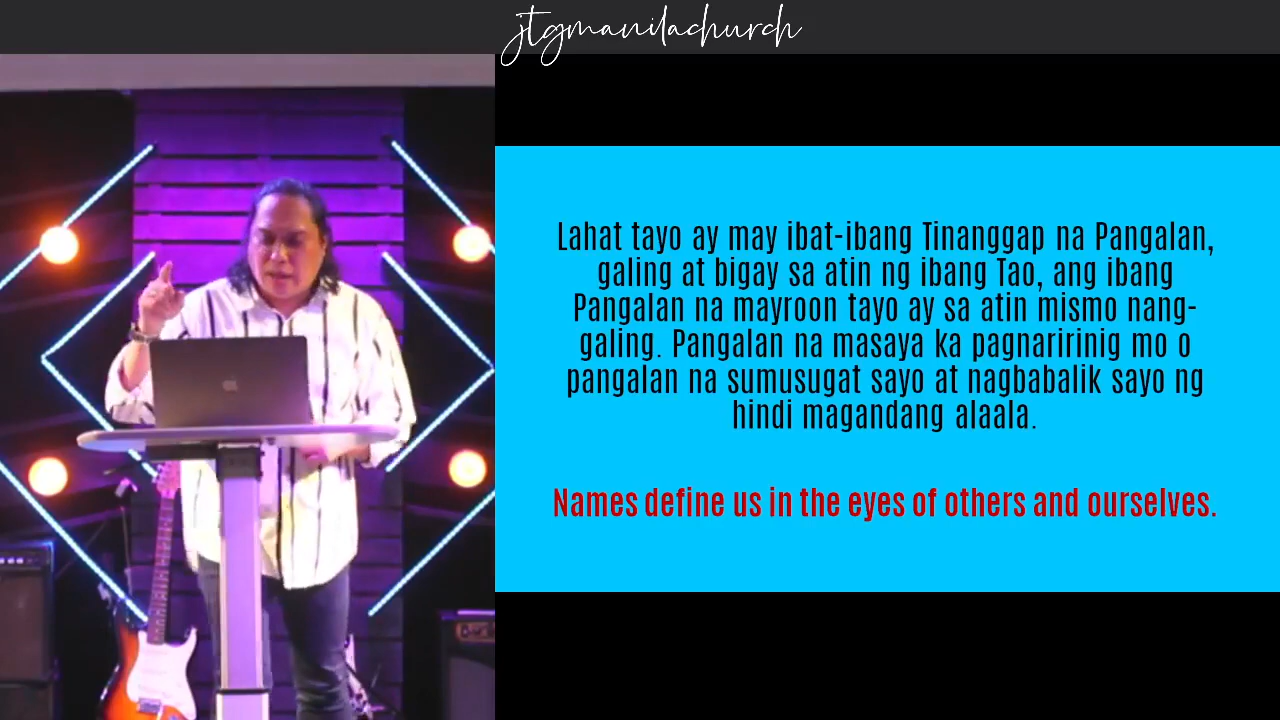 jtgmanilachurch
Lahat tayo ay may ibat-ibang Tinanggap na Pangalan,
galing at bigay sa atin ng ibang Tao, ang ibang
Pangalan na mayroon tayo ay sa atin mismo nang-
galing. Pangalan na masaya ka pagnaririnig mo o
pangalan na sumusugat sayo at nagbabalik sayo ng
hindi magandang alaala.
Names define us in the eyes of others and ourselves.